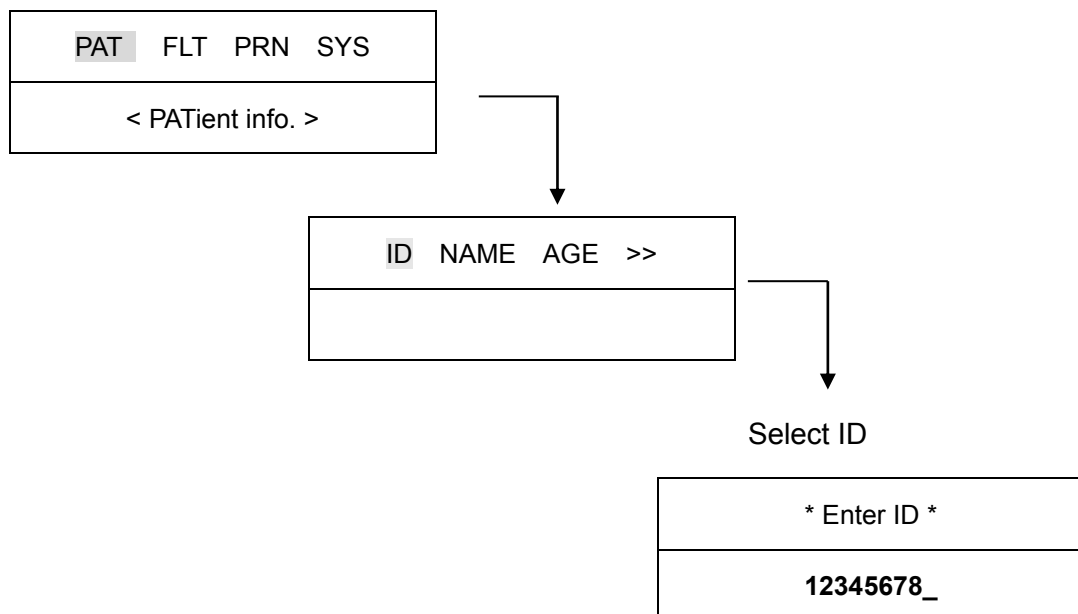 PAT FLT PRN SYS
< PATient info. >
ID NAME AGE >>
Select ID
* Enter ID *
12345678_